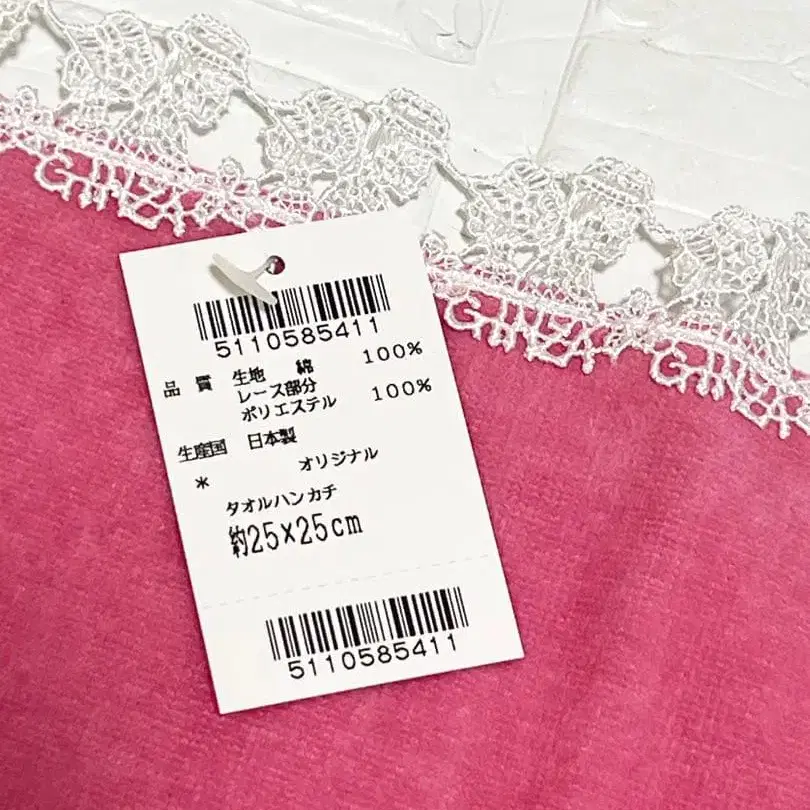 GINZA GINZA GINZA
5110585411
品 質 生地 綿 100%
レース部分
ポリエステル 100%
生産国 日本製
* オリジナル
タオルハンカチ
約25×25cm
5110585411